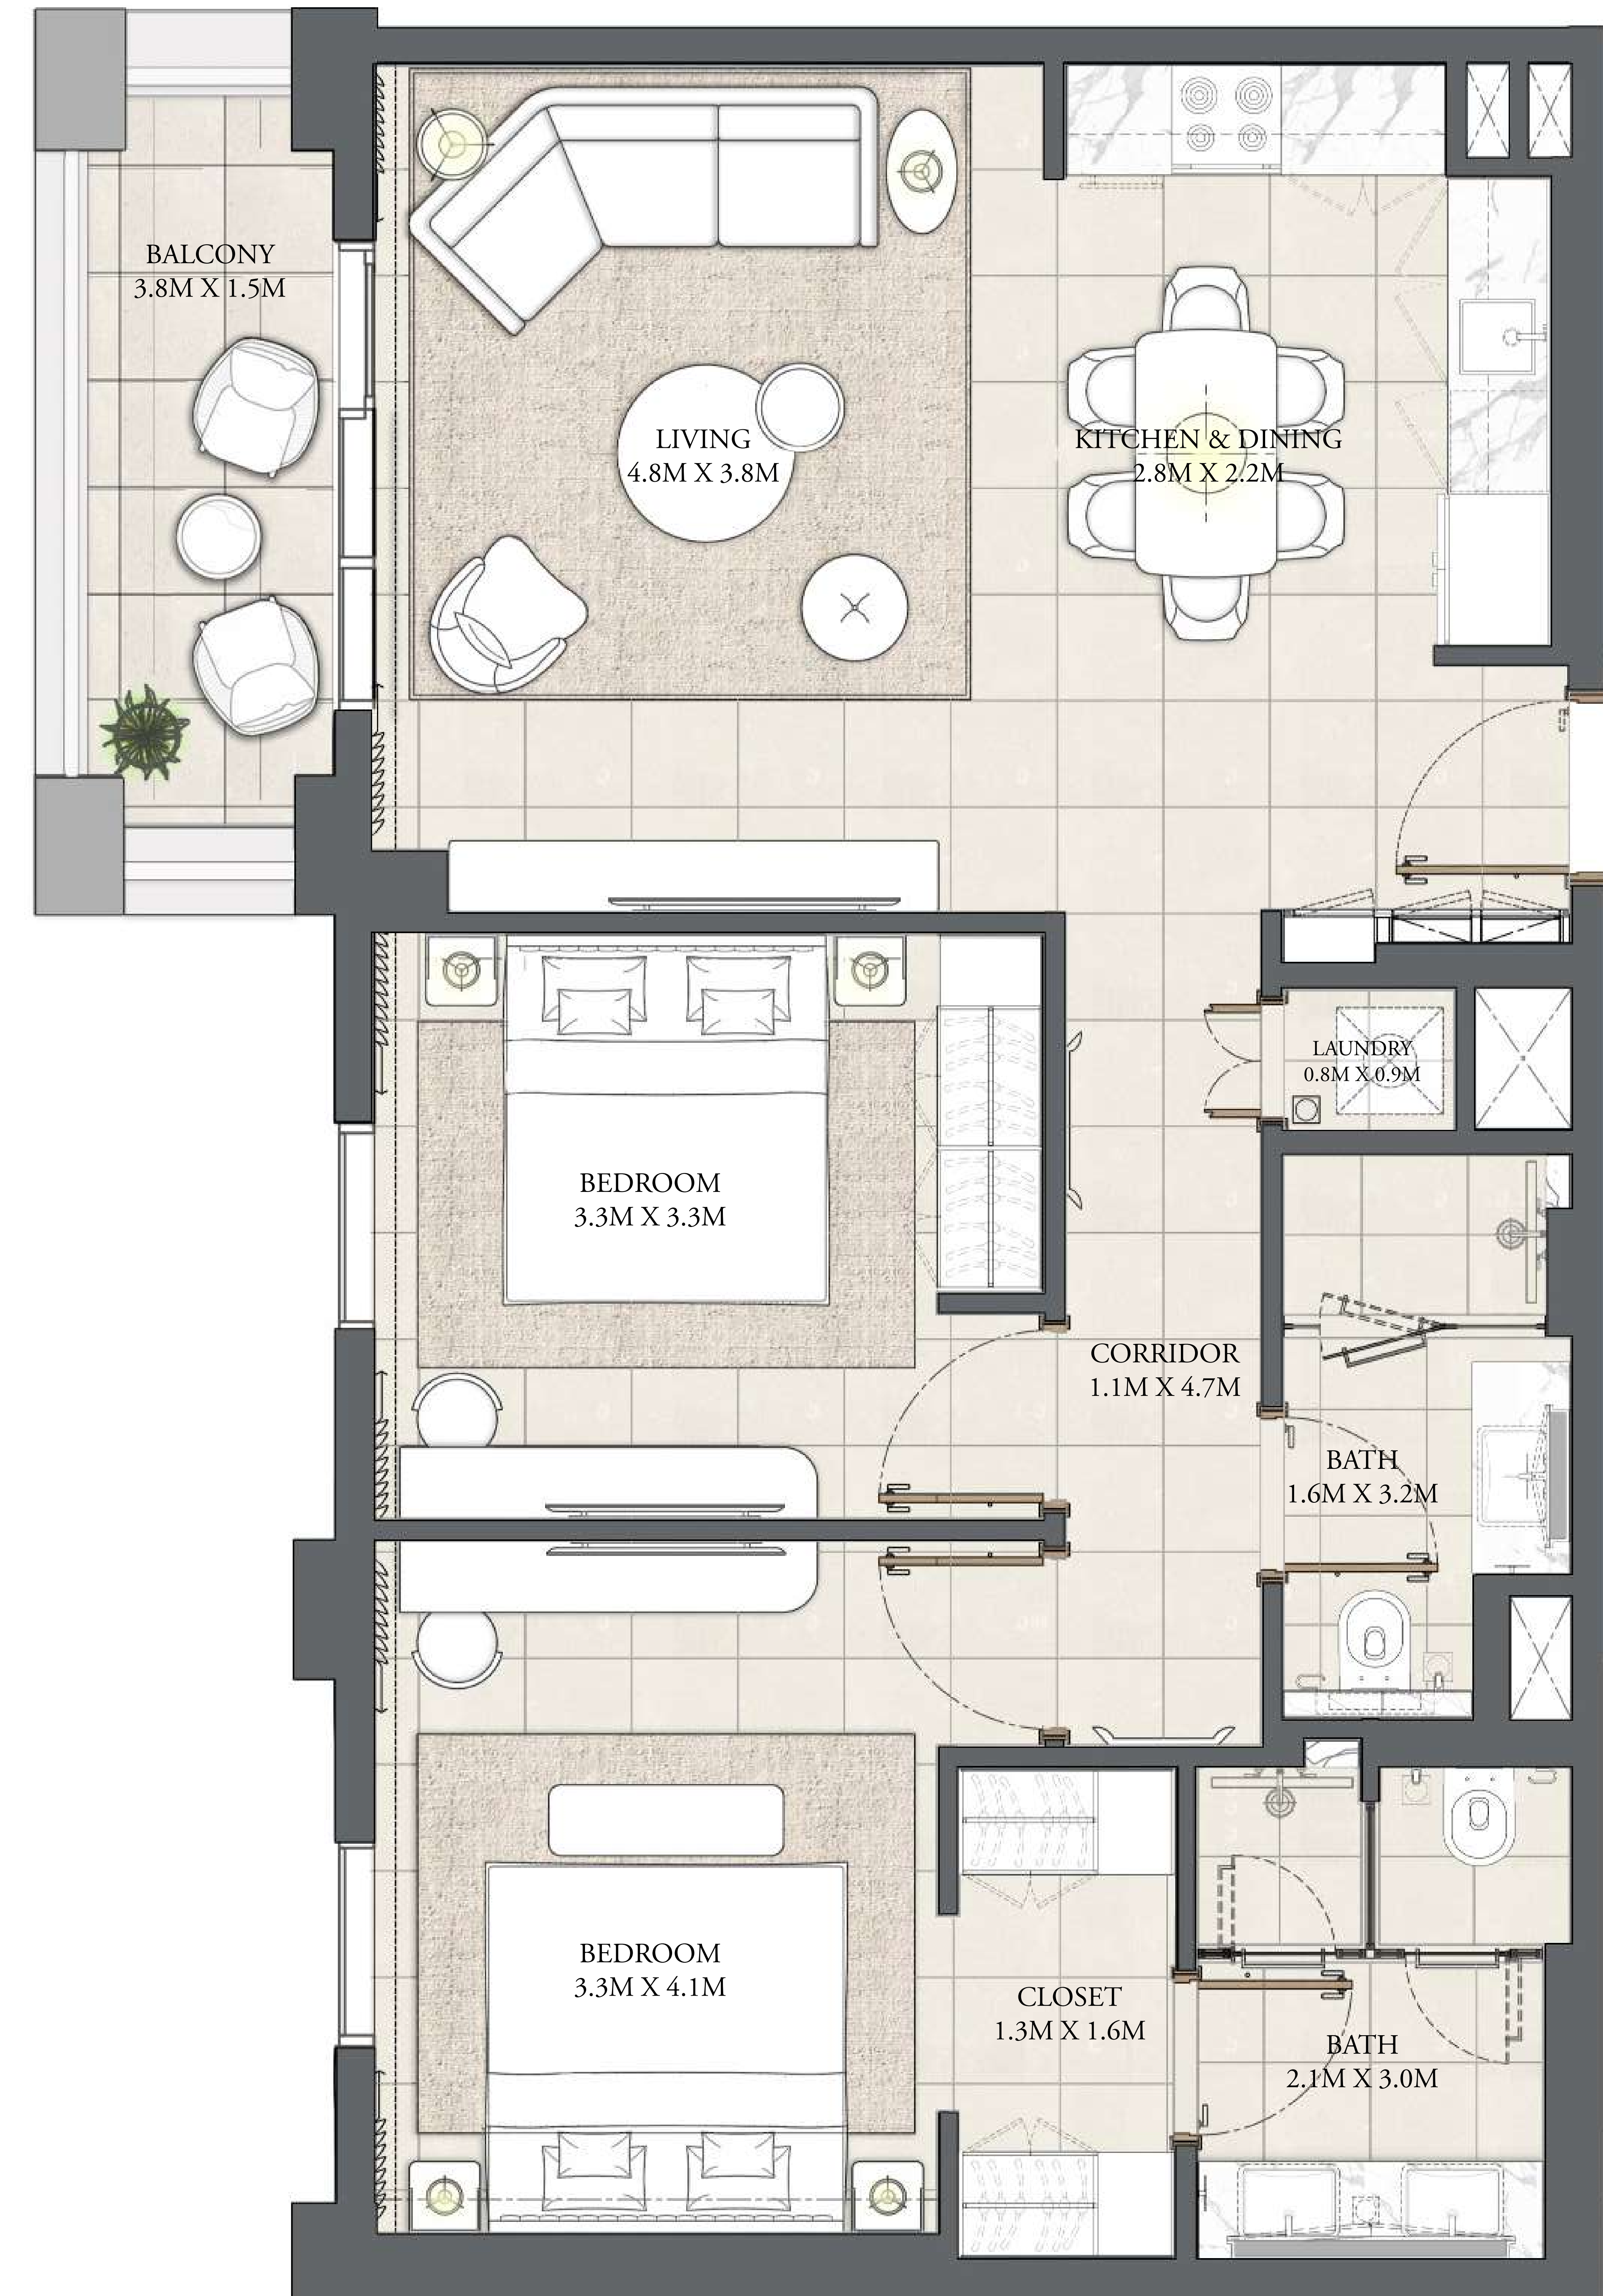 BALCONY
3.8M X 1.5M
LIVING
4.8M X 3.8M
KITCHEN & DINING
2.8M X 2.2M
LAUNDRY
0.8M X 0.9M
BEDROOM
3.3M X 3.3M
CORRIDOR
1.1M X 4.7M
BATH
1.6M X 3.2M
BEDROOM
3.3M X 4.1M
CLOSET
1.3M X 1.6M
BATH
2.1M X 3.0M